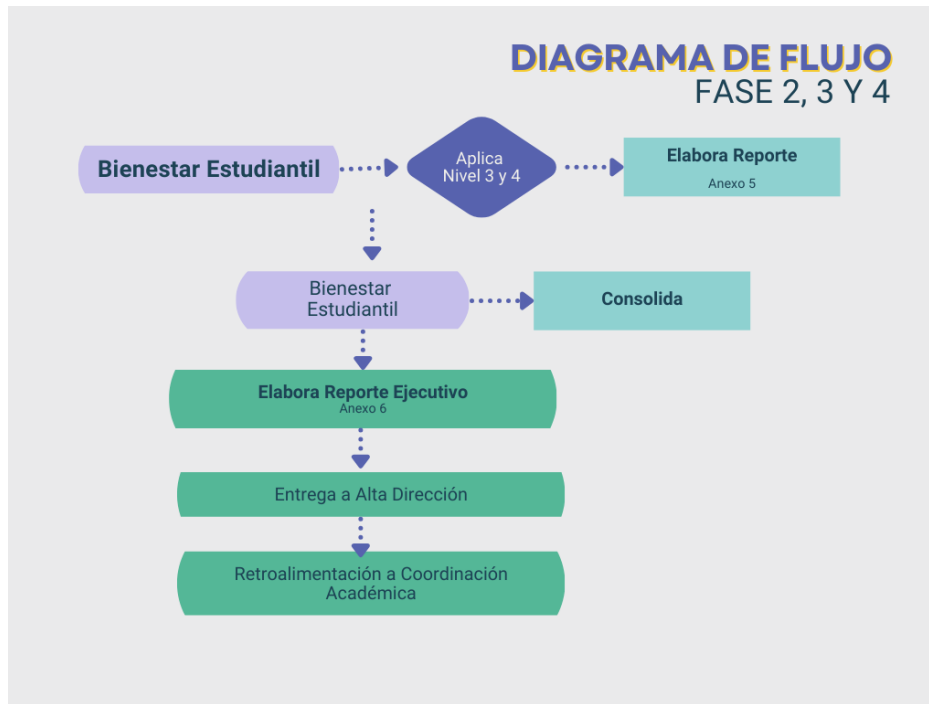 DIAGRAMA DE FLUJO
FASE 2, 3 Y 4
Bienestar Estudiantil
Aplica
Nivel 3 y 4
Elabora Reporte
Anexo 5
Bienestar
Estudiantil
Consolida
Elabora Reporte Ejecutivo
Anexo 6
Entrega a Alta Dirección
Retroalimentación a Coordinación
Académica